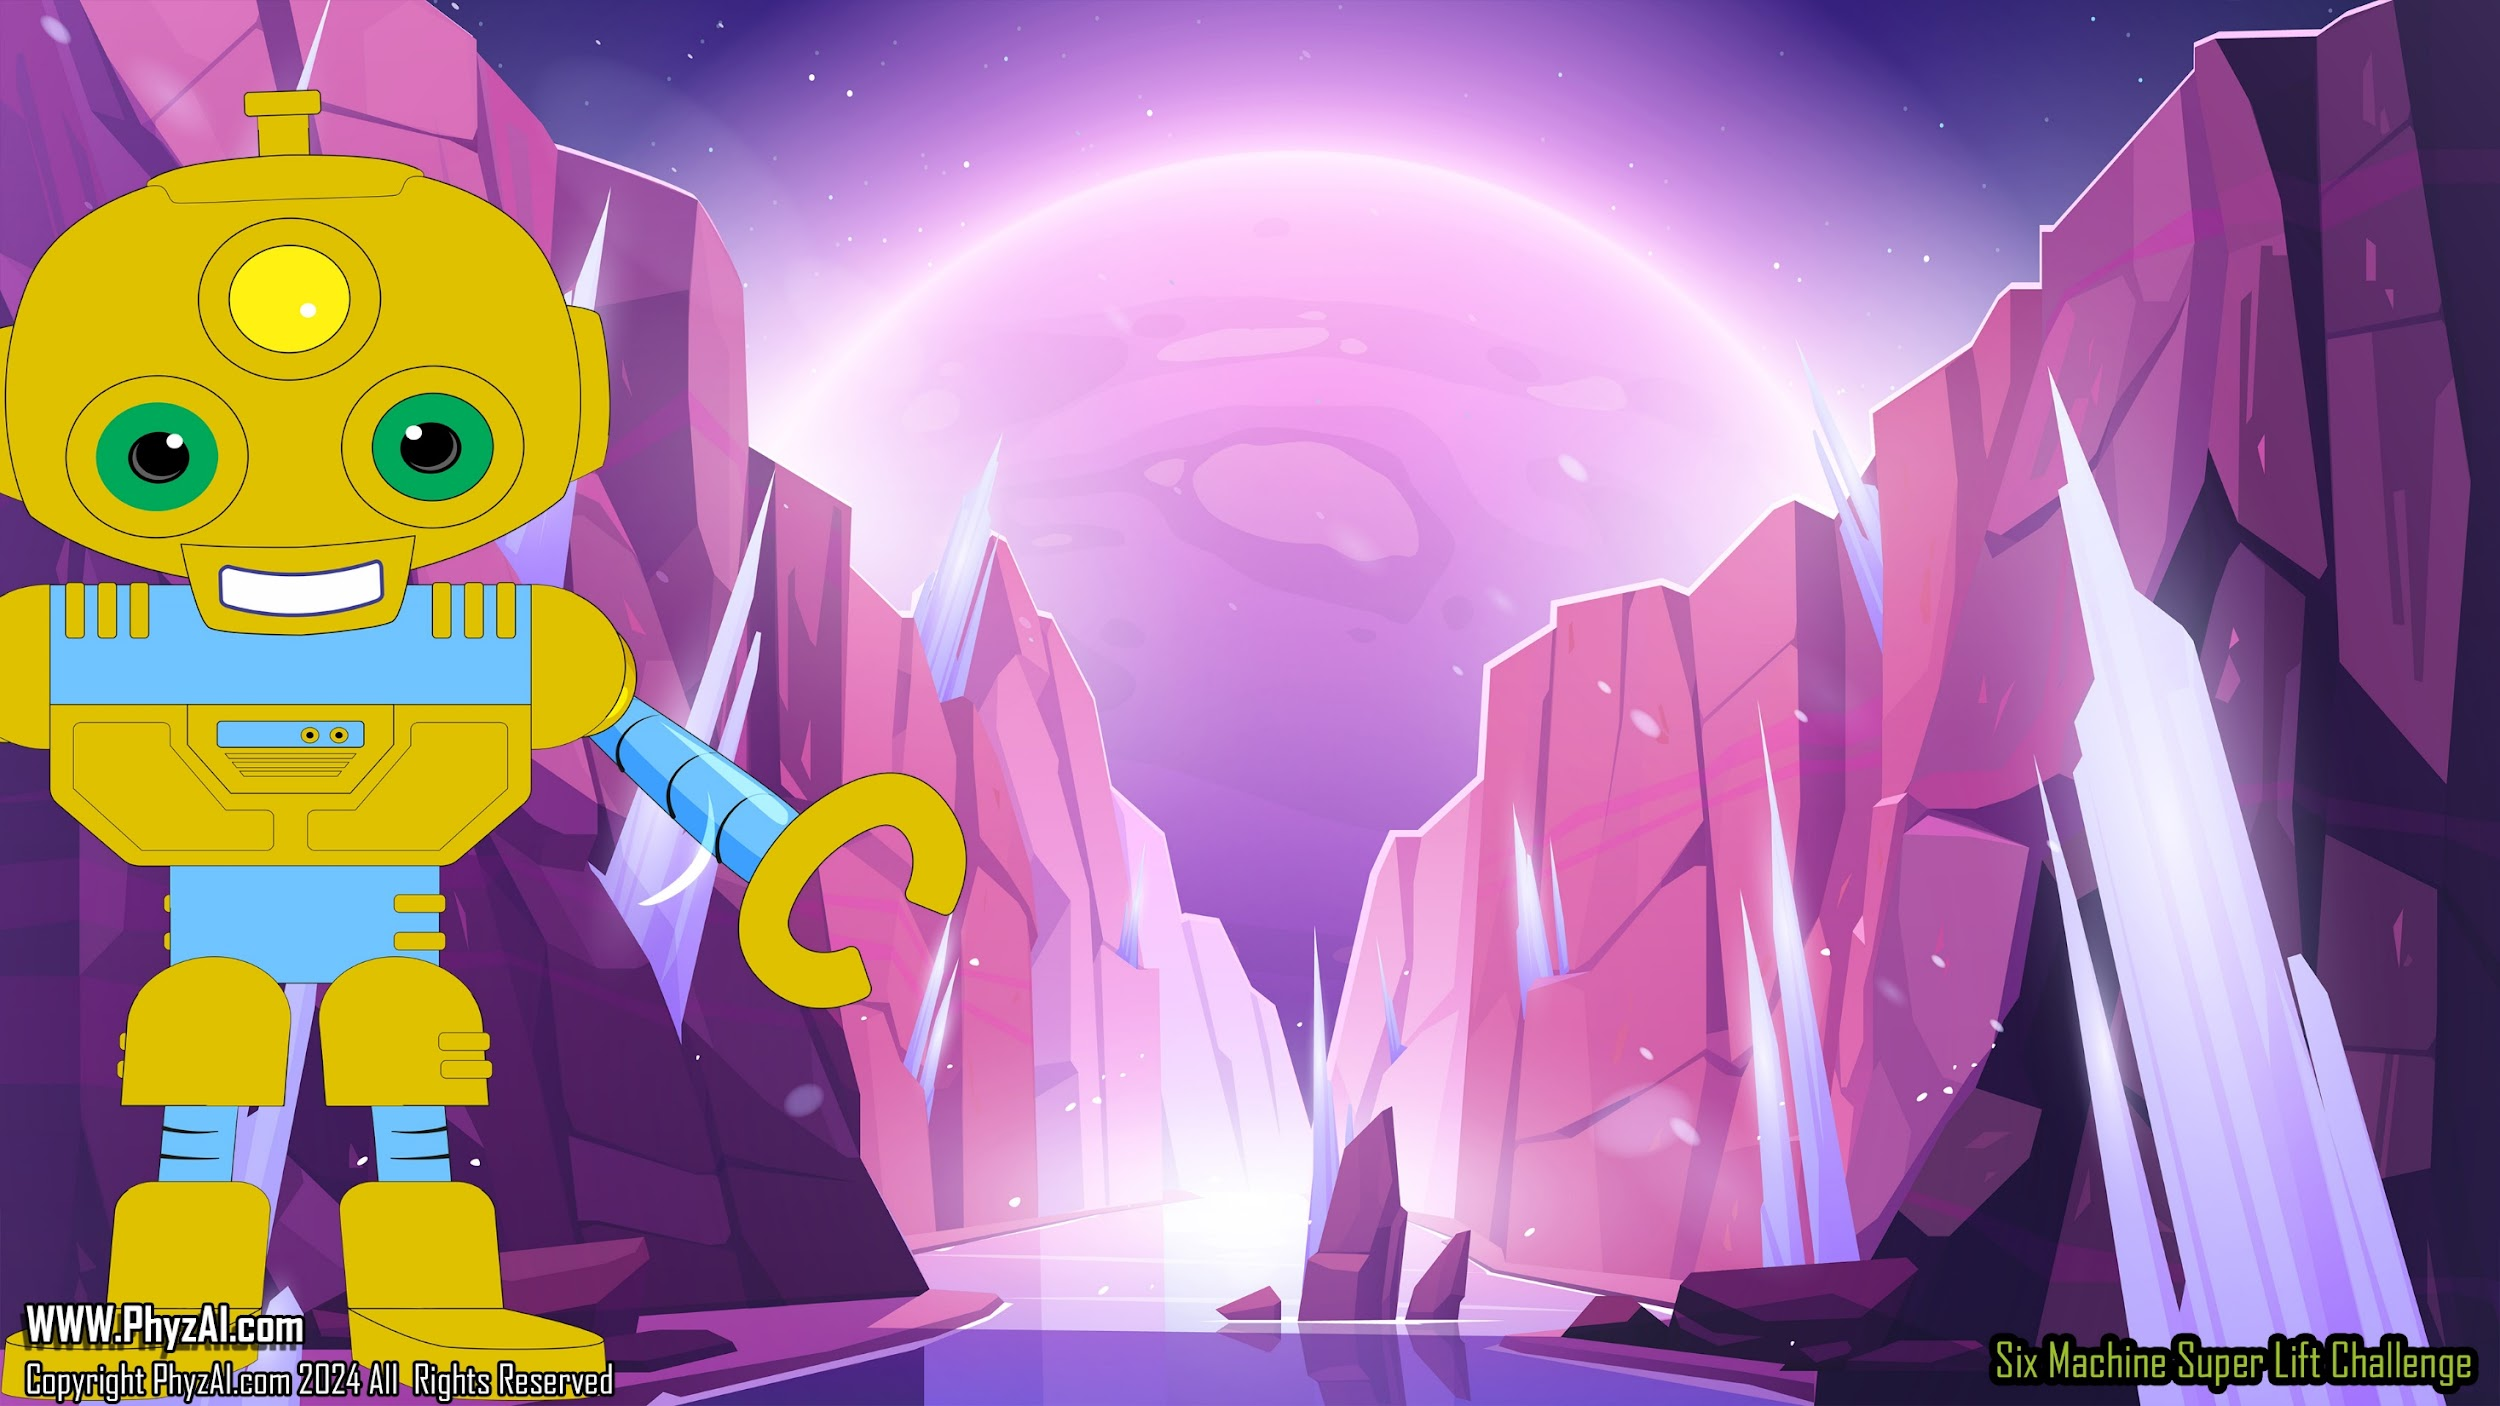 WWW.PhyzAI.com
Copyright PhyzAI.com 2024 All Rights Reserved
Six Machine Super Lift Challenge